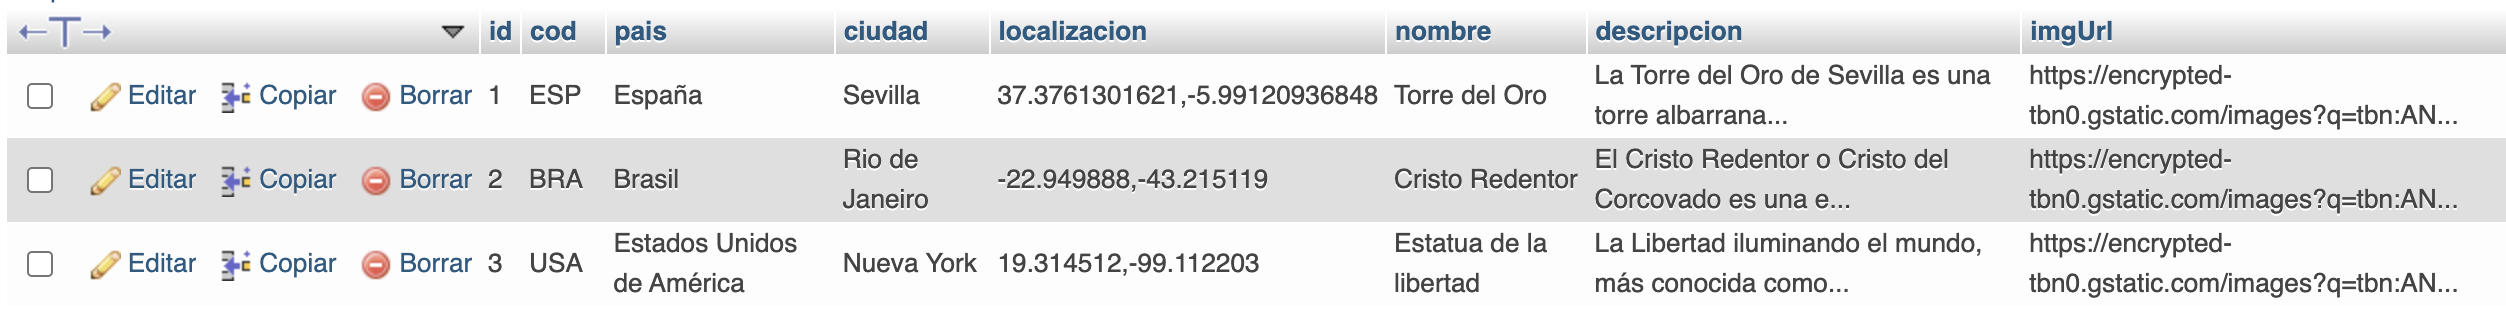 id cod pais ciudad localizacion nombre descripcion imgUrl
Editar Copiar Borrar 1 ESP España Sevilla 37.3761301621,-5.99120936848 Torre del Oro La Torre del Oro de Sevilla es una https://encrypted-
torre albarrana... tbn0.gstatic.com/images?q=tbn:AN...
Editar Copiar Borrar 2 BRA Brasil Rio de -22.949888,-43.215119 Cristo Redentor El Cristo Redentor o Cristo del https://encrypted-
Janeiro Corcovado es una e... tbn0.gstatic.com/images?q=tbn:AN...
Editar Copiar Borrar 3 USA Estados Unidos Nueva York 19.314512,-99.112203 Estatua de la La Libertad iluminando el mundo, https://encrypted-
de América libertad más conocida como... tbn0.gstatic.com/images?q=tbn:AN...